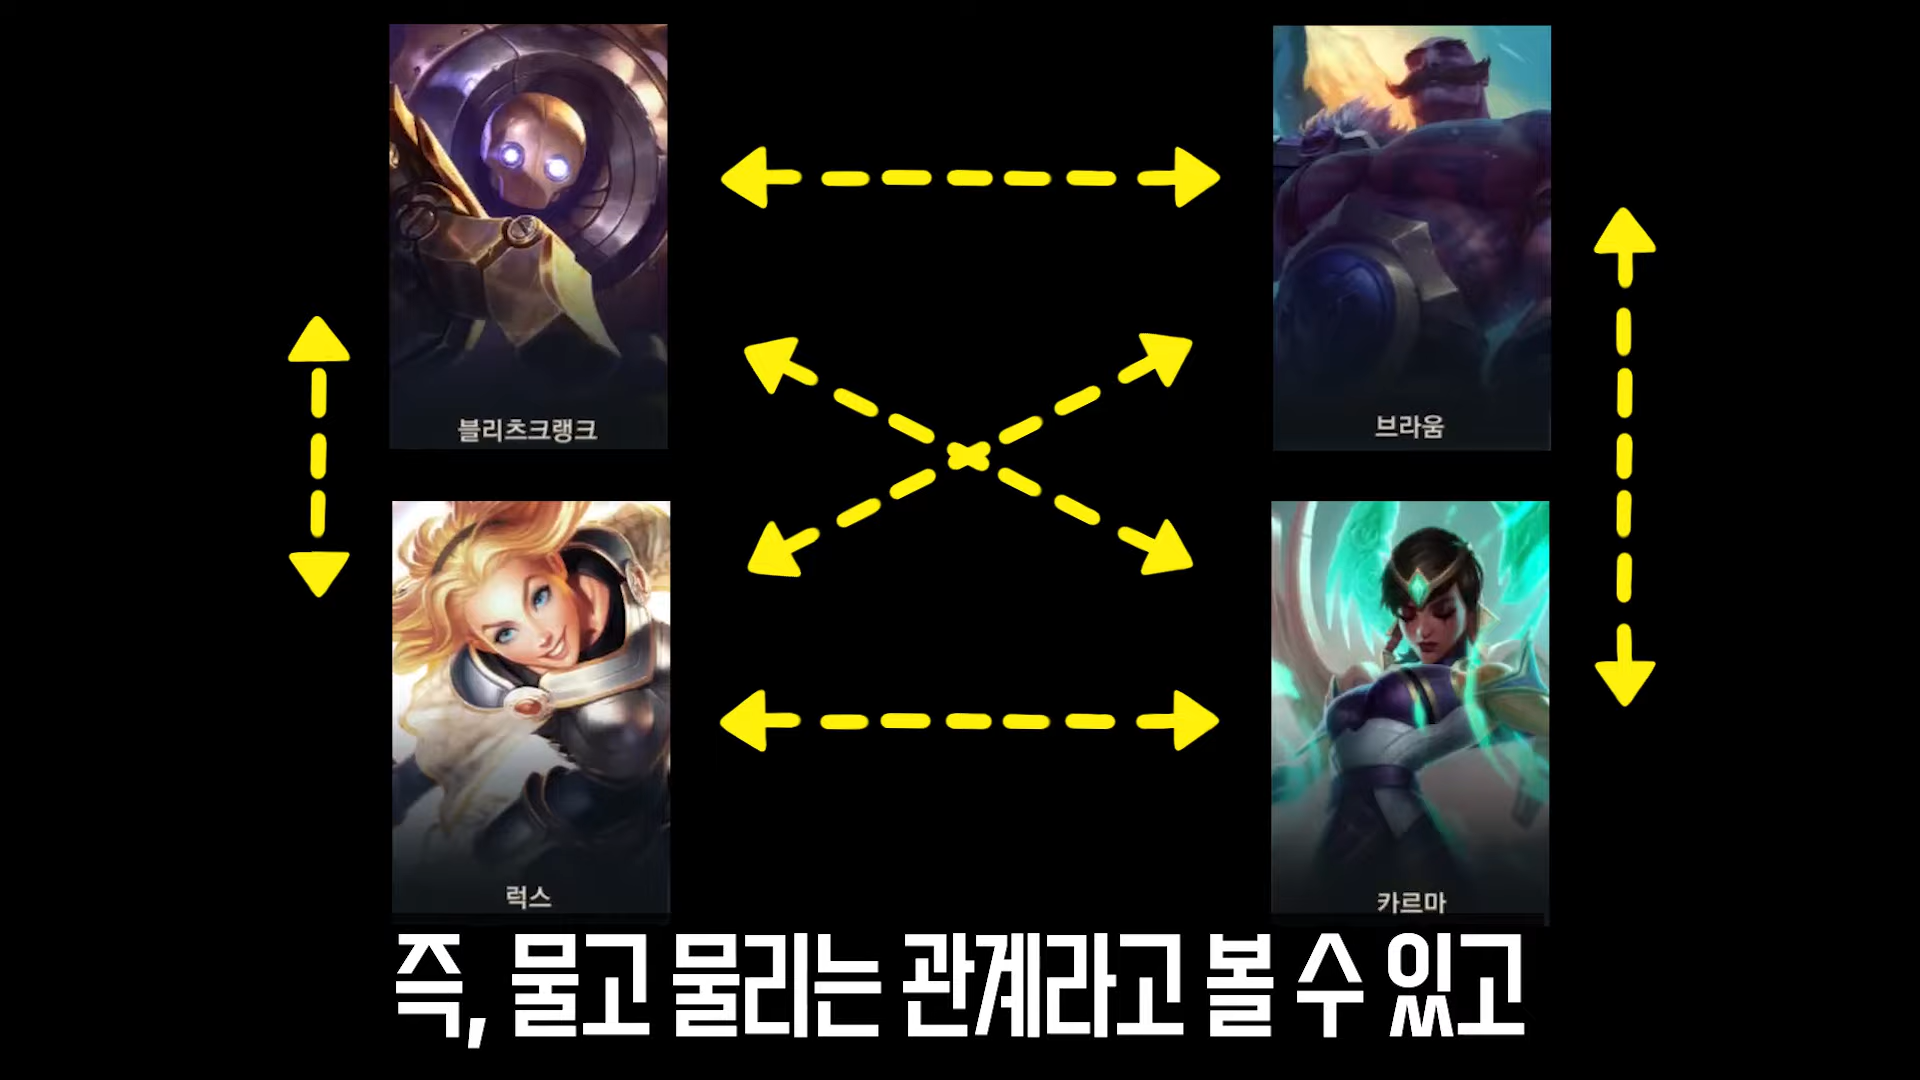 블리츠크랭크
브라움
럭스
카르마
즉, 물고 물리는 관계라고 볼 수 있고